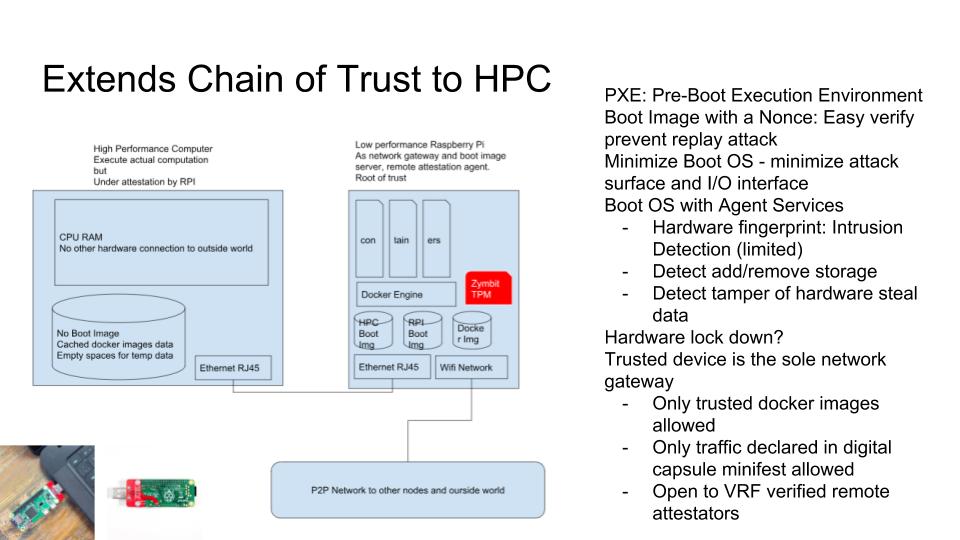 Extends Chain of Trust to HPC
High Performance Computer
Execute actual computation
but
Under attestation by RPI
CPU RAM
No other hardware connection to outside world
No Boot Image
Cached docker images data
Empty spaces for temp data
Ethernet RJ45
Low performance Raspberry Pi
As network gateway and boot image
server, remote attestation agent.
Root of trust
con
tain
ers
Docker Engine
Zymbit
TPM
HPC
Boot
Img
RPI
Boot
Img
Docke
r Img
Ethernet RJ45
Wifi Network
P2P Network to other nodes and ourside world
PXE: Pre-Boot Execution Environment
Boot Image with a Nonce: Easy verify
prevent replay attack
Minimize Boot OS - minimize attack
surface and I/O interface
Boot OS with Agent Services
- Hardware fingerprint: Intrusion
Detection (limited)
- Detect add/remove storage
- Detect tamper of hardware steal
data
Hardware lock down?
Trusted device is the sole network
gateway
- Only trusted docker images
allowed
- Only traffic declared in digital
capsule minifest allowed
- Open to VRF verified remote
attestators